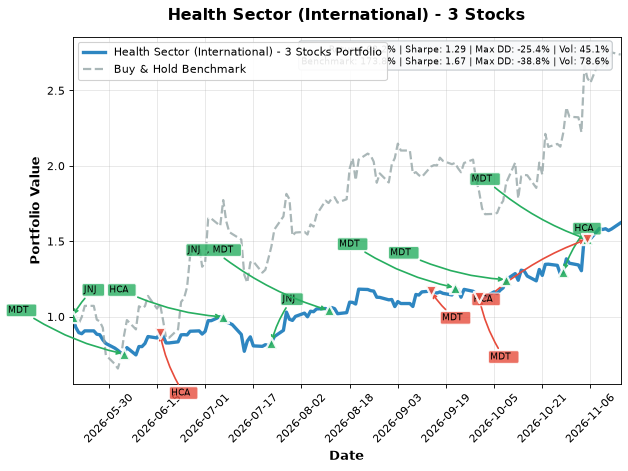 Health Sector (International) - 3 Stocks
Health Sector (International) - 3 Stocks Portfolio
Buy & Hold Benchmark
% | Sharpe: 1.29 | Max DD: -25.4% | Vol: 45.1%
% | Sharpe: 1.67 | Max DD: -38.8% | Vol: 78.6%
Portfolio Value
2.5
2.0
1.5
1.0
MDT
HCA
JNJ , MDT
MDT
MDT
JNJ
HCA
JNJ
HCA
MDT
MDT
MDT
HCA
2026-05-30
2026-07-01
2026-07-17
2026-08-02
2026-08-18
2026-09-03
2026-09-19
2026-10-05
2026-10-21
2026-11-06
Date